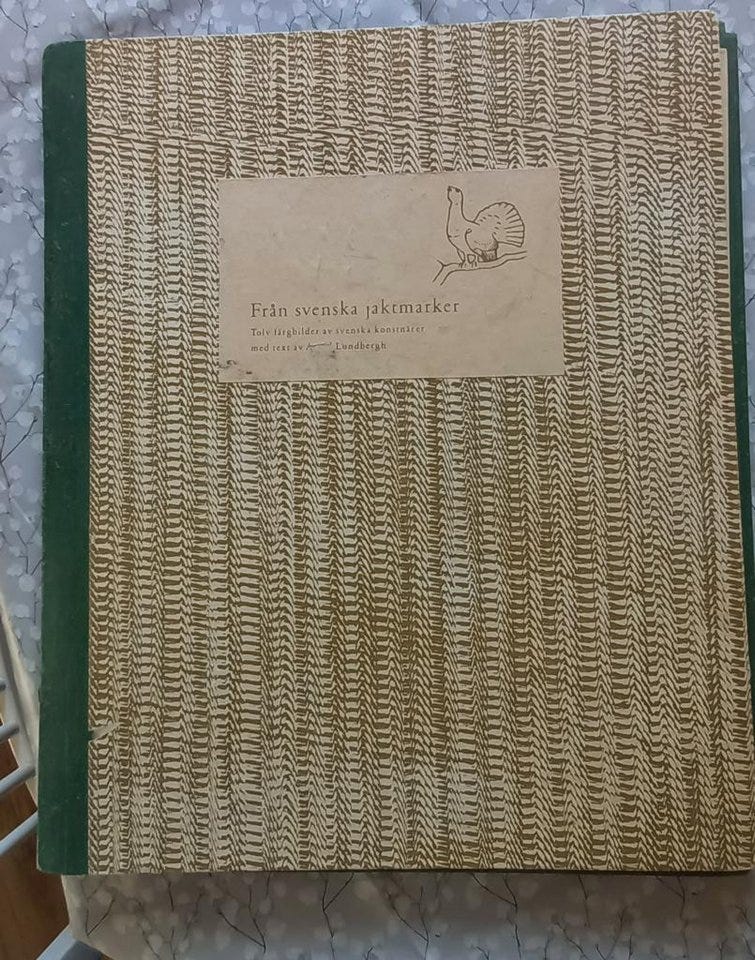 Från svenska jaktmarker
Tolv färgbilder av svenska konstnärer
med text av Lundbergh